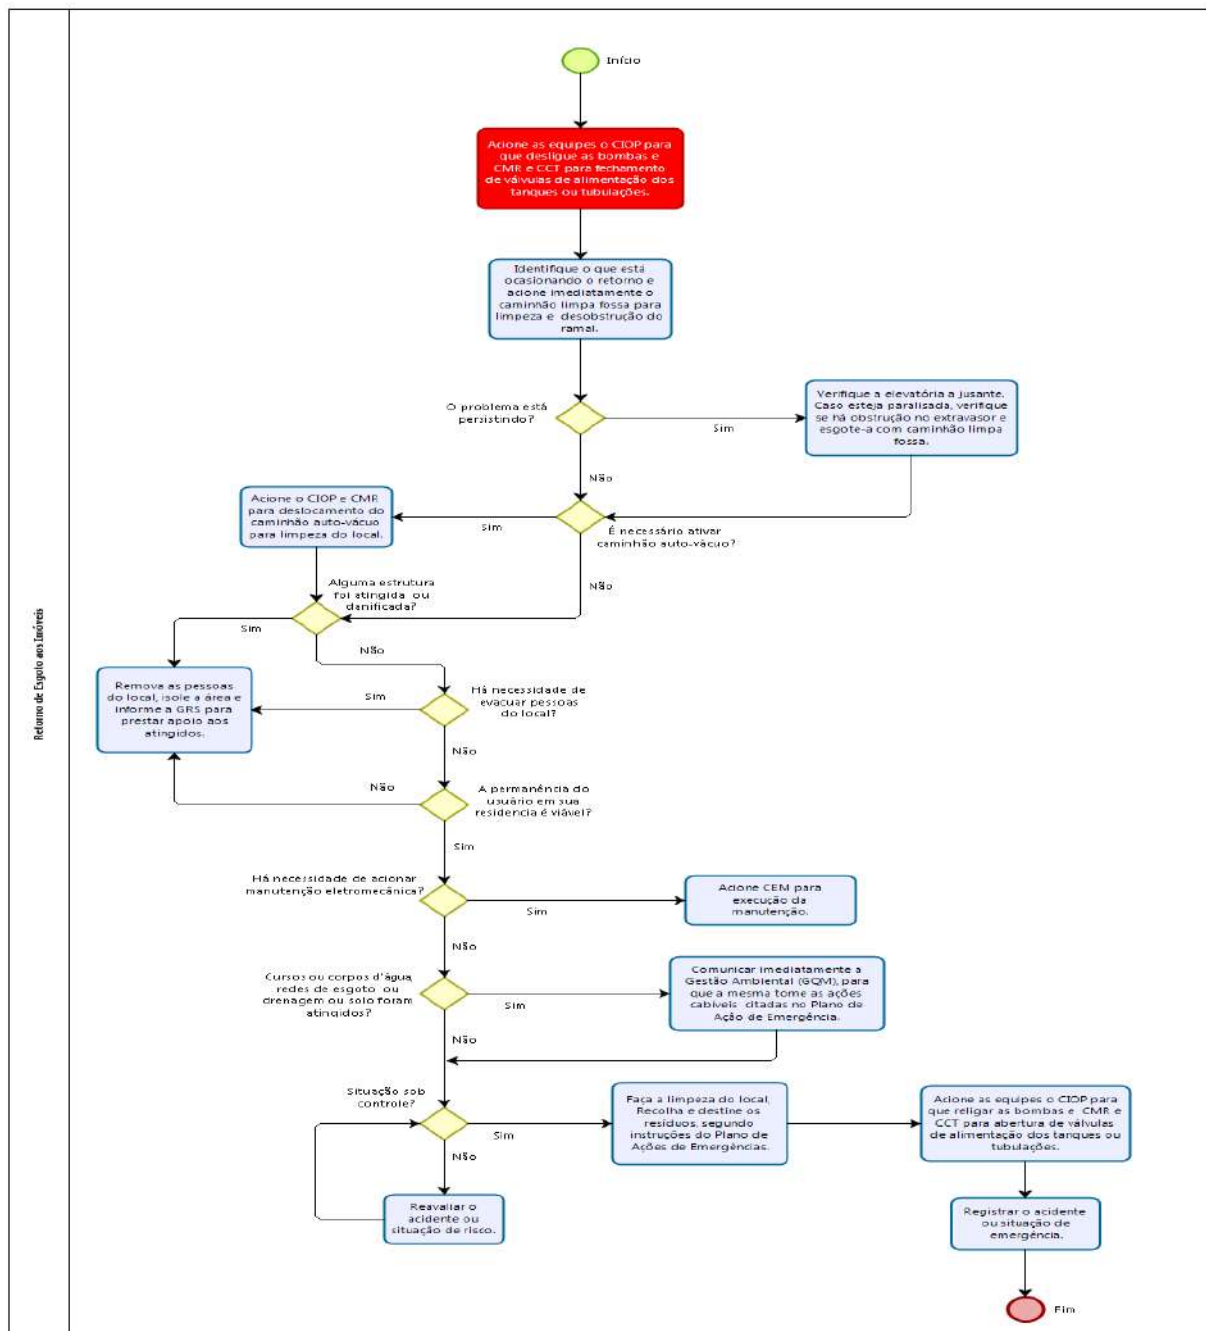 Retorno de Esgoto aos Imóveis
Início
Acione as equipes o CIOP para
que desligue as bombas e
CMR e CCT para fechamento
de válvulas de alimentação dos
tanques ou tubulações.
Identifique o que está
ocasionando o retorno e
acione imediatamente o
caminhão limpa fossa para
limpeza e desobstrução do
ramal.
O problema está
persistindo?
Sim
Verifique a elevatória a jusante.
Caso esteja paralisada, verifique
se há obstrução no extravasor e
esgote-a com caminhão limpa
fossa.
Não
Acione o CIOP e CMR
para deslocamento do
caminhão auto-vácuo
para limpeza do local.
Sim
É necessário ativar
caminhão auto-vácuo?
Não
Alguma estrutura
foi atingida ou
danificada?
Sim
Não
Remova as pessoas
do local, isole a área e
informe a GRS para
prestar apoio aos
atingidos.
Sim
Há necessidade de
evacuar pessoas
do local?
Não
Não
A permanência do
usuário em sua
residencia é viável?
Sim
Há necessidade de acionar
manutenção eletromecânica?
Sim
Acione CEM para
execução da
manutenção.
Não
Cursos ou corpos d'água,
redes de esgoto ou
drenagem ou solo foram
atingidos?
Sim
Comunicar imediatamente a
Gestão Ambiental (GQM), para
que a mesma tome as ações
cabíveis citadas no Plano de
Ação de Emergência.
Não
Situação sob
controle?
Sim
Faça a limpeza do local,
Recolha e destine os
resíduos, segundo
instruções do Plano de
Ações de Emergências.
Acione as equipes o CIOP para
que religar as bombas e CMR e
CCT para abertura de válvulas
de alimentação dos tanques ou
tubulações.
Não
Reavaliar o
acidente ou
situação de risco.
Registrar o acidente
ou situação de
emergência.
Fim